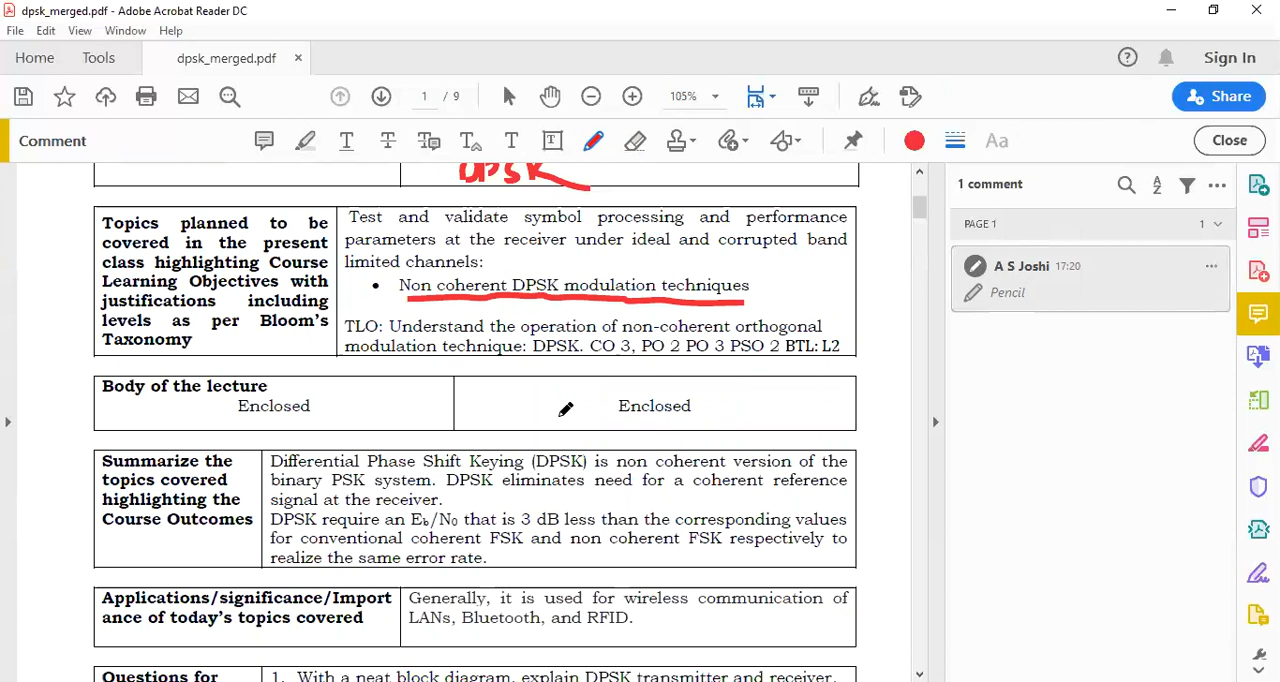 dpsk_merged.pdf - Adobe Acrobat Reader DC
File Edit View Window Help
Home Tools dpsk_merged.pdf × Sign In
1 / 9 105% Share
Comment Close
DPSK
Topics planned to be
covered in the present
class highlighting Course
Learning Objectives with
justifications including
levels as per Bloom's
Taxonomy
Test and validate symbol processing and performance
parameters at the receiver under ideal and corrupted band
limited channels:
• Non coherent DPSK modulation techniques
TLO: Understand the operation of non-coherent orthogonal
modulation technique: DPSK. CO 3, PO 2 PO 3 PSO 2 BTL: L2
Body of the lecture
Enclosed
Enclosed
Summarize the
topics covered
highlighting the
Course Outcomes
Differential Phase Shift Keying (DPSK) is non coherent version of the
binary PSK system. DPSK eliminates need for a coherent reference
signal at the receiver.
DPSK require an Eb/N0 that is 3 dB less than the corresponding values
for conventional coherent FSK and non coherent FSK respectively to
realize the same error rate.
Applications/significance/Import
ance of today's topics covered
Generally, it is used for wireless communication of
LANs, Bluetooth, and RFID.
Questions for
1. With a neat block diagram, explain DPSK transmitter and receiver.
1 comment
PAGE 1 1
A S Joshi 17:20
Pencil